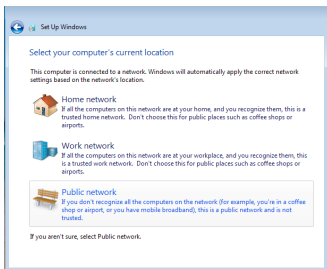 Set Up Windows
Select your computer's current location
This computer is connected to a network. Windows will automatically apply the correct network
settings based on the network's location.
Home network
If all the computers on this network are at your home, and you recognize them, this is a
trusted home network. Don't choose this for public places such as coffee shops or
airports.
Work network
If all the computers on this network are at your workplace, and you recognize them, this
is a trusted work network. Don't choose this for public places such as coffee shops or
airports.
Public network
If you don't recognize all the computers on the network (for example, you're in a coffee
shop or airport, or you have mobile broadband), this is a public network and is not
trusted.
If you aren't sure, select Public network.